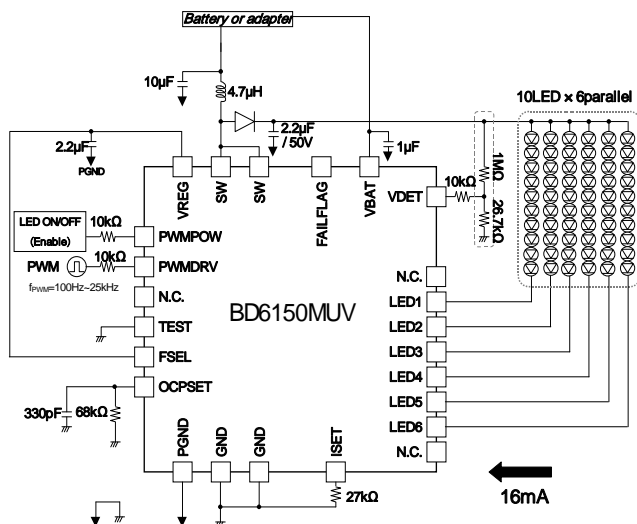 Battery or adapter
10µF
4.7µH
10LED × 6parallel
2.2µF
/ 50V
2.2µF
PGND
1µF
1MΩ
VREG
SW
SW
FAILFLAG
VBAT
VDET
10kΩ
26.7kΩ
LED ON/OFF
(Enable)
10kΩ
PWMPOW
PWM
10kΩ
PWMDRV
fPWM=100Hz~25kHz
N.C.
N.C.
LED1
BD6150MUV
TEST
LED2
FSEL
LED3
OCPSET
LED4
330pF
68kΩ
LED5
LED6
PGND
GND
GND
ISET
N.C.
27kΩ
16mA